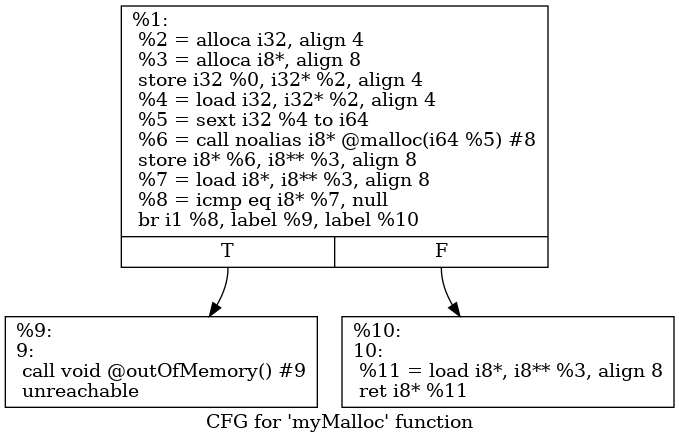 %1:
%2 = alloca i32, align 4
%3 = alloca i8*, align 8
store i32 %0, i32* %2, align 4
%4 = load i32, i32* %2, align 4
%5 = sext i32 %4 to i64
%6 = call noalias i8* @malloc(i64 %5) #8
store i8* %6, i8** %3, align 8
%7 = load i8*, i8** %3, align 8
%8 = icmp eq i8* %7, null
br i1 %8, label %9, label %10
T
F
%9:
9:
call void @outOfMemory() #9
unreachable
%10:
10:
%11 = load i8*, i8** %3, align 8
ret i8* %11
CFG for 'myMalloc' function